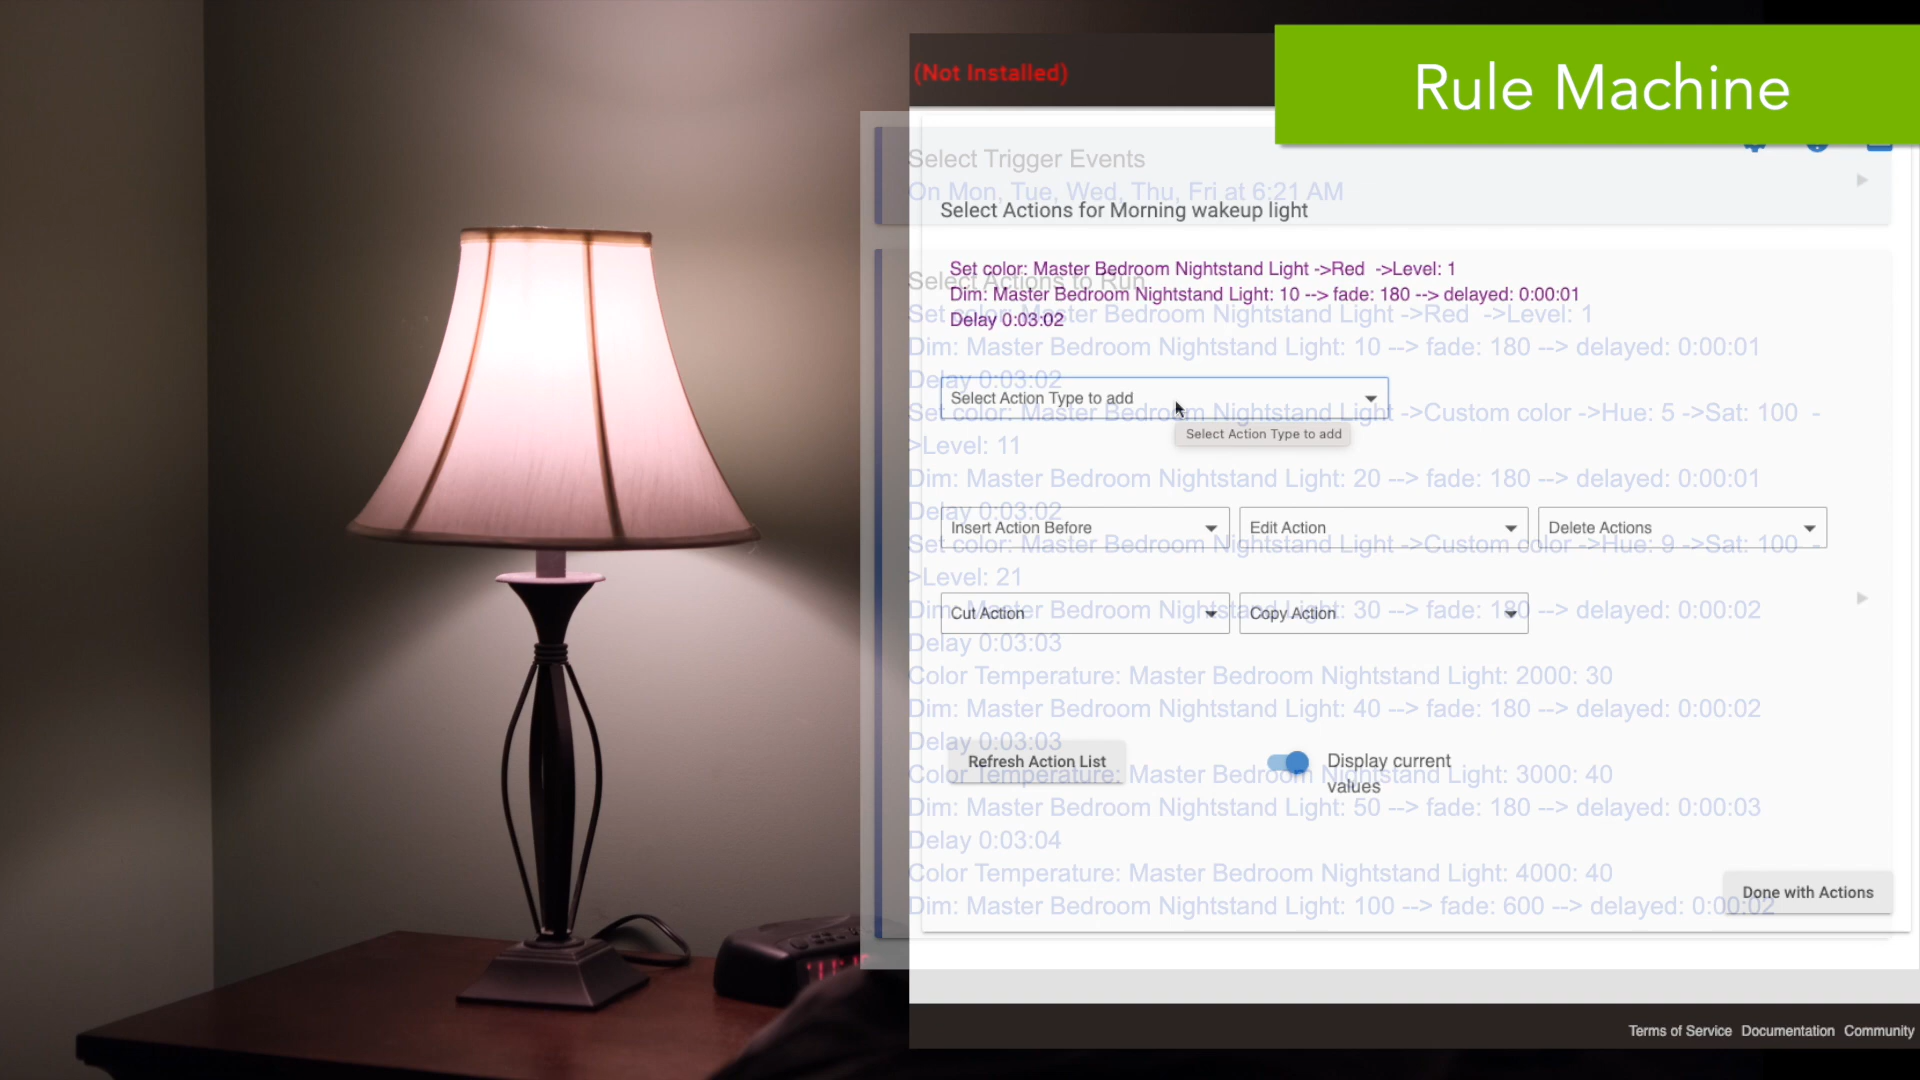 Rule Machine
(Not Installed)
Select Trigger Events
On Mon, Tue, Wed, Thu, Fri at 6:21 AM
Select Actions for Morning wakeup light
Set color: Master Bedroom Nightstand Light ->Red ->Level: 1
Dim: Master Bedroom Nightstand Light: 10 --> fade: 180 --> delayed: 0:00:01
Delay 0:03:02
Select Action Type to add
Select Action Type to add
Insert Action Before
Edit Action
Delete Actions
Cut Action
Copy Action
Refresh Action List
Display current
values
Done with Actions
Select Actions to Run
Set color: Master Bedroom Nightstand Light ->Red ->Level: 1
Dim: Master Bedroom Nightstand Light: 10 --> fade: 180 --> delayed: 0:00:01
Delay 0:03:02
Set color: Master Bedroom Nightstand Light ->Custom color ->Hue: 5 ->Sat: 100 -
>Level: 11
Dim: Master Bedroom Nightstand Light: 20 --> fade: 180 --> delayed: 0:00:01
Delay 0:03:02
Set color: Master Bedroom Nightstand Light ->Custom color ->Hue: 9 ->Sat: 100 -
>Level: 21
Dim: Master Bedroom Nightstand Light: 30 --> fade: 180 --> delayed: 0:00:02
Delay 0:03:03
Color Temperature: Master Bedroom Nightstand Light: 2000: 30
Dim: Master Bedroom Nightstand Light: 40 --> fade: 180 --> delayed: 0:00:02
Delay 0:03:03
Color Temperature: Master Bedroom Nightstand Light: 3000: 40
Dim: Master Bedroom Nightstand Light: 50 --> fade: 180 --> delayed: 0:00:03
Delay 0:03:04
Color Temperature: Master Bedroom Nightstand Light: 4000: 40
Dim: Master Bedroom Nightstand Light: 100 --> fade: 600 --> delayed: 0:00:02
Terms of Service Documentation Community